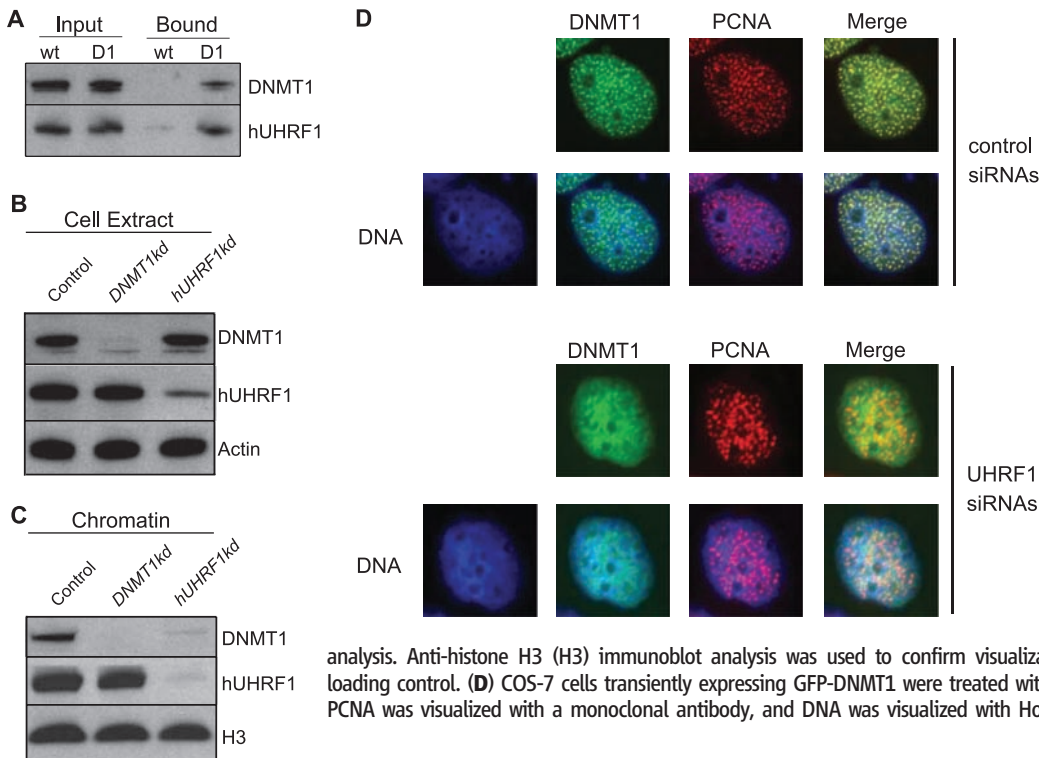 A
Input Bound
wt D1 wt D1
DNMT1
hUHRF1
B
Cell Extract
Control DNMT1kd hUHRF1kd
DNMT1
hUHRF1
Actin
C
Chromatin
Control DNMT1kd hUHRF1kd
DNMT1
hUHRF1
H3
D
DNMT1 PCNA Merge
control
siRNAs
DNA
DNMT1 PCNA Merge
UHRF1
siRNAs
DNA
analysis. Anti-histone H3 (H3) immunoblot analysis was used to confirm visualiza
loading control. (D) COS-7 cells transiently expressing GFP-DNMT1 were treated wit
PCNA was visualized with a monoclonal antibody, and DNA was visualized with Ho